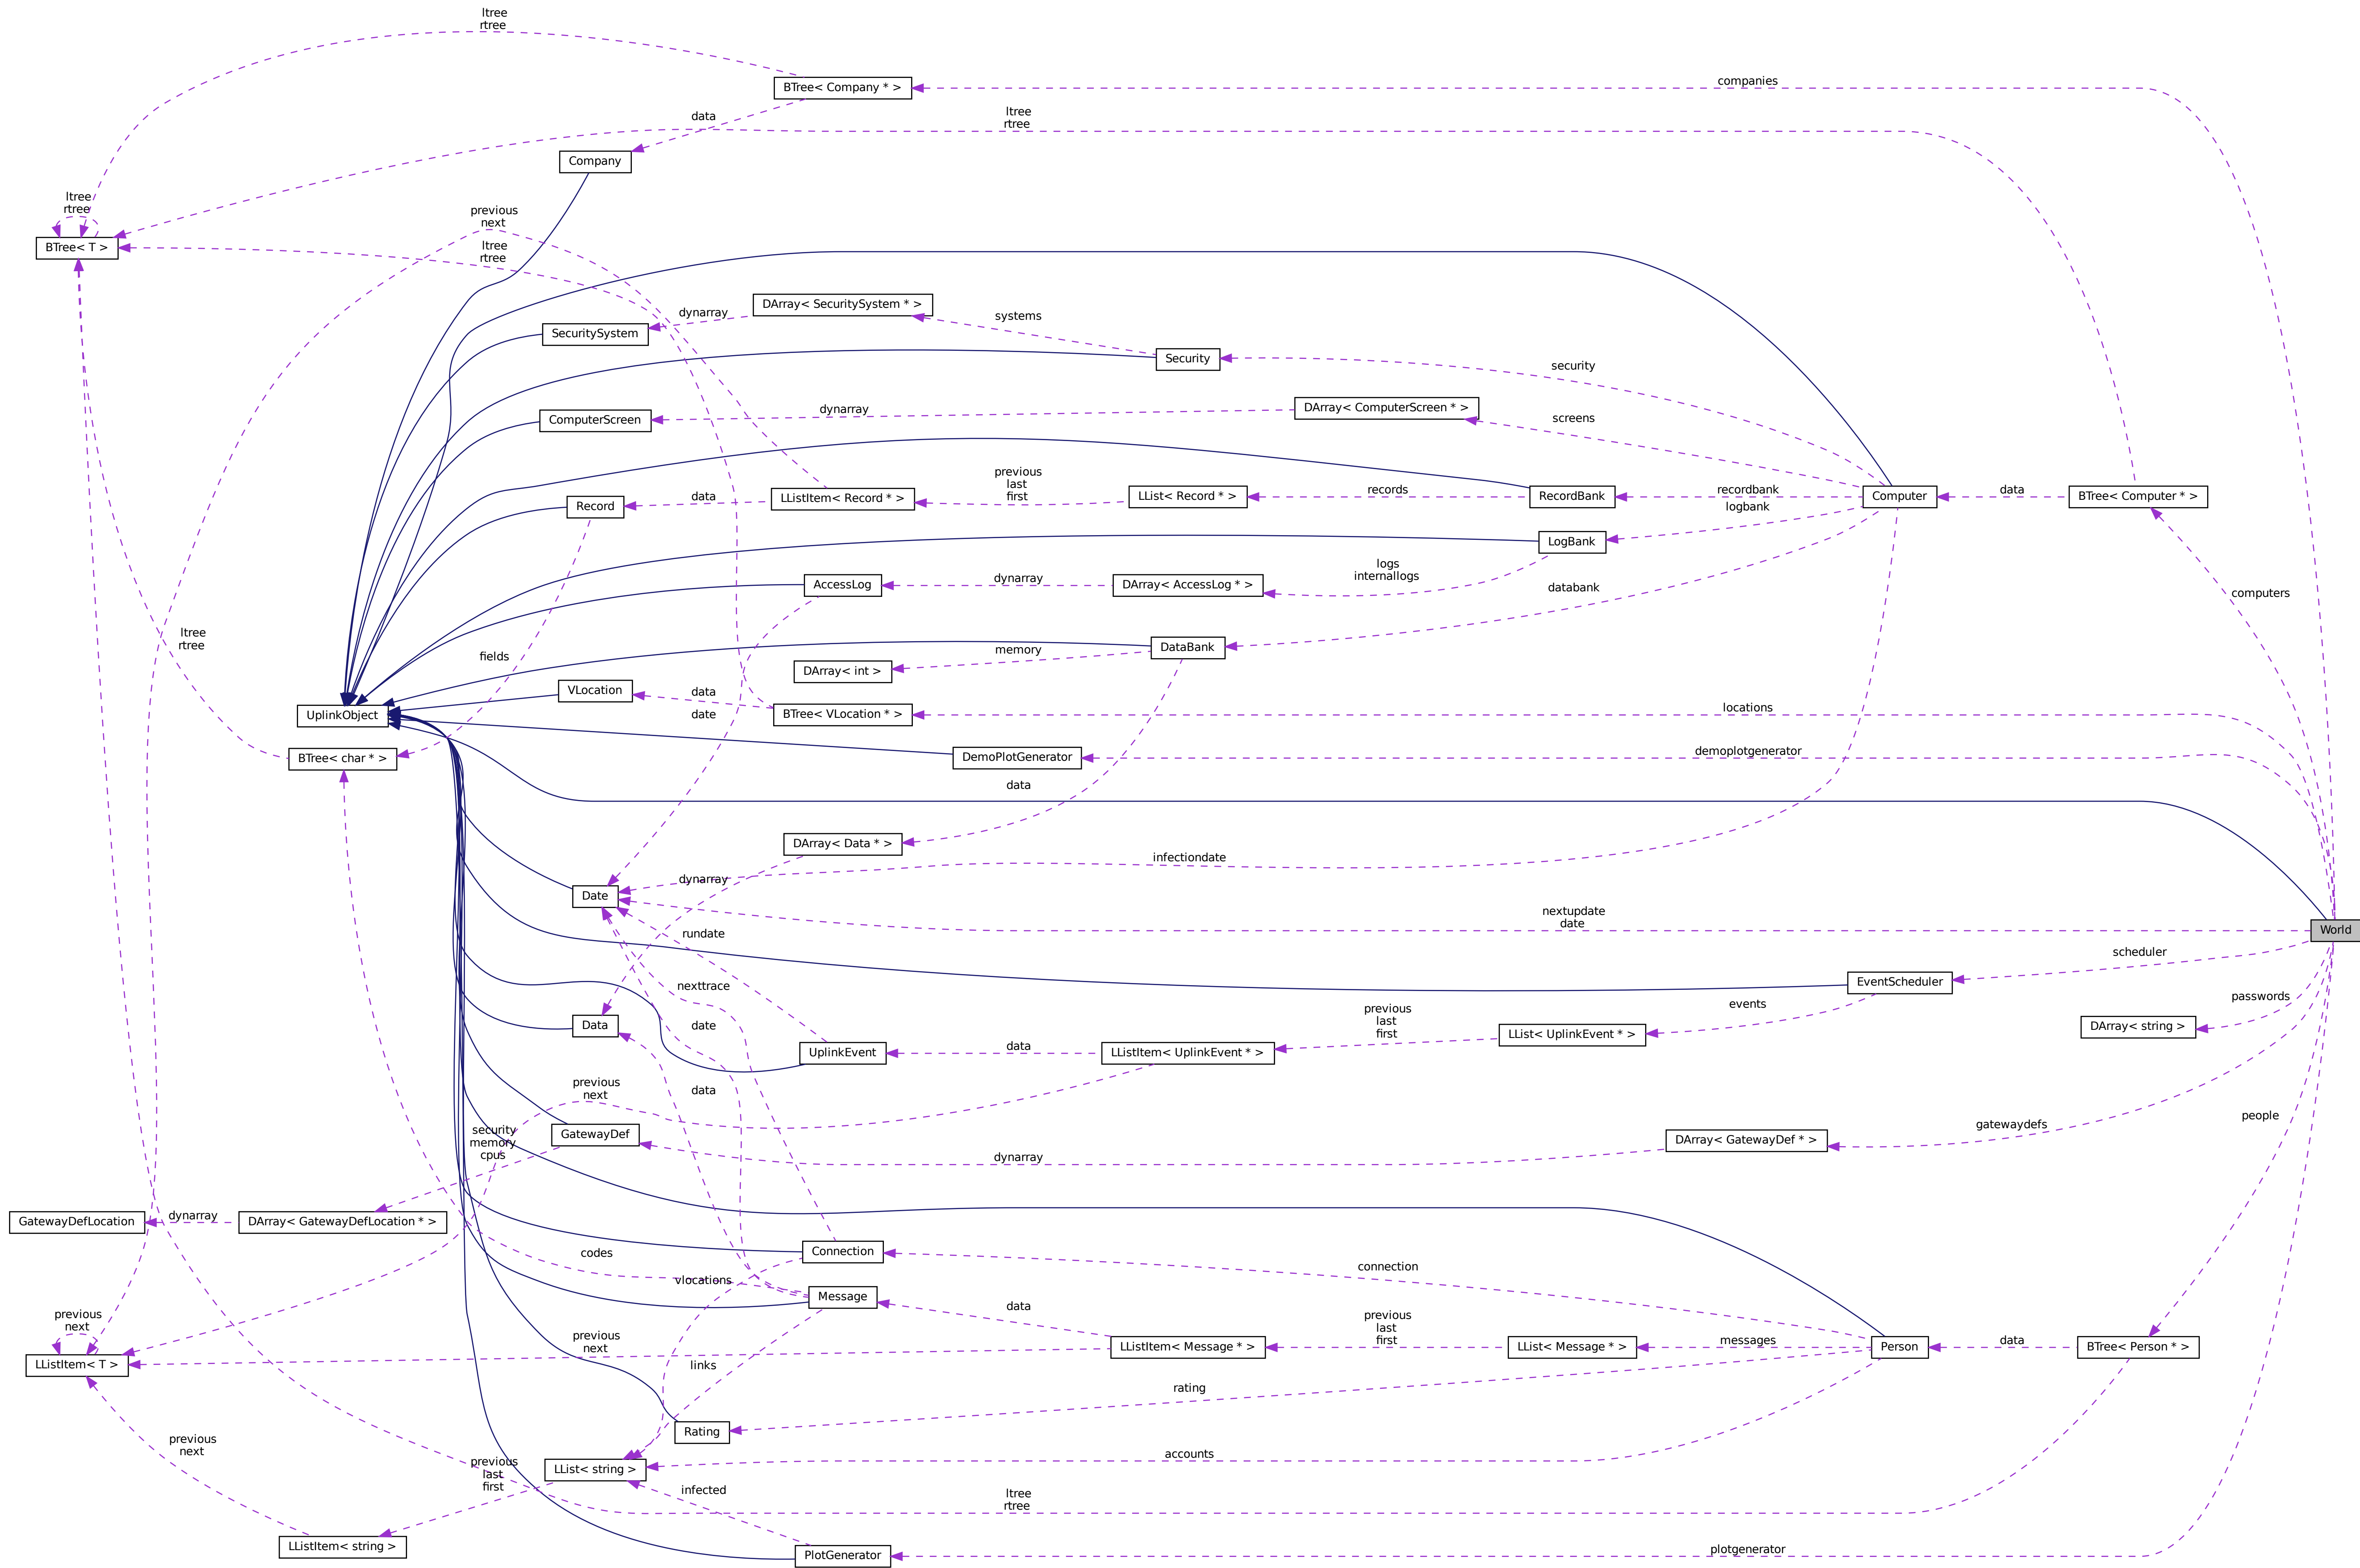 ltree
rtree
BTree< Company * >
companies
data
ltree
rtree
Company
ltree
rtree
previous
next
BTree< T >
ltree
rtree
DArray< SecuritySystem * >
dynarray
systems
SecuritySystem
Security
security
ComputerScreen
dynarray
DArray< ComputerScreen * >
screens
previous
last
first
Record
data
LListItem< Record * >
LList< Record * >
records
RecordBank
recordbank
logbank
Computer
data
BTree< Computer * >
LogBank
logs
internallogs
AccessLog
dynarray
DArray< AccessLog * >
databank
computers
ltree
rtree
fields
DataBank
memory
DArray< int >
VLocation
data
date
BTree< VLocation * >
locations
UplinkObject
BTree< char * >
DemoPlotGenerator
demoplotgenerator
data
DArray< Data * >
infectiondate
dynarray
Date
nextupdate
date
World
rundate
scheduler
nexttrace
EventScheduler
passwords
events
previous
last
first
Data
date
DArray< string >
LList< UplinkEvent * >
UplinkEvent
data
LListItem< UplinkEvent * >
previous
next
data
people
security
memory
cpus
GatewayDef
gatewaydefs
DArray< GatewayDef * >
dynarray
GatewayDefLocation
dynarray
DArray< GatewayDefLocation * >
codes
Connection
connection
vlocations
Message
data
previous
last
first
previous
next
previous
next
LListItem< Message * >
LList< Message * >
messages
Person
data
BTree< Person * >
LListItem< T >
links
rating
Rating
previous
next
accounts
previous
last
first
LList< string >
infected
ltree
rtree
LListItem< string >
PlotGenerator
plotgenerator